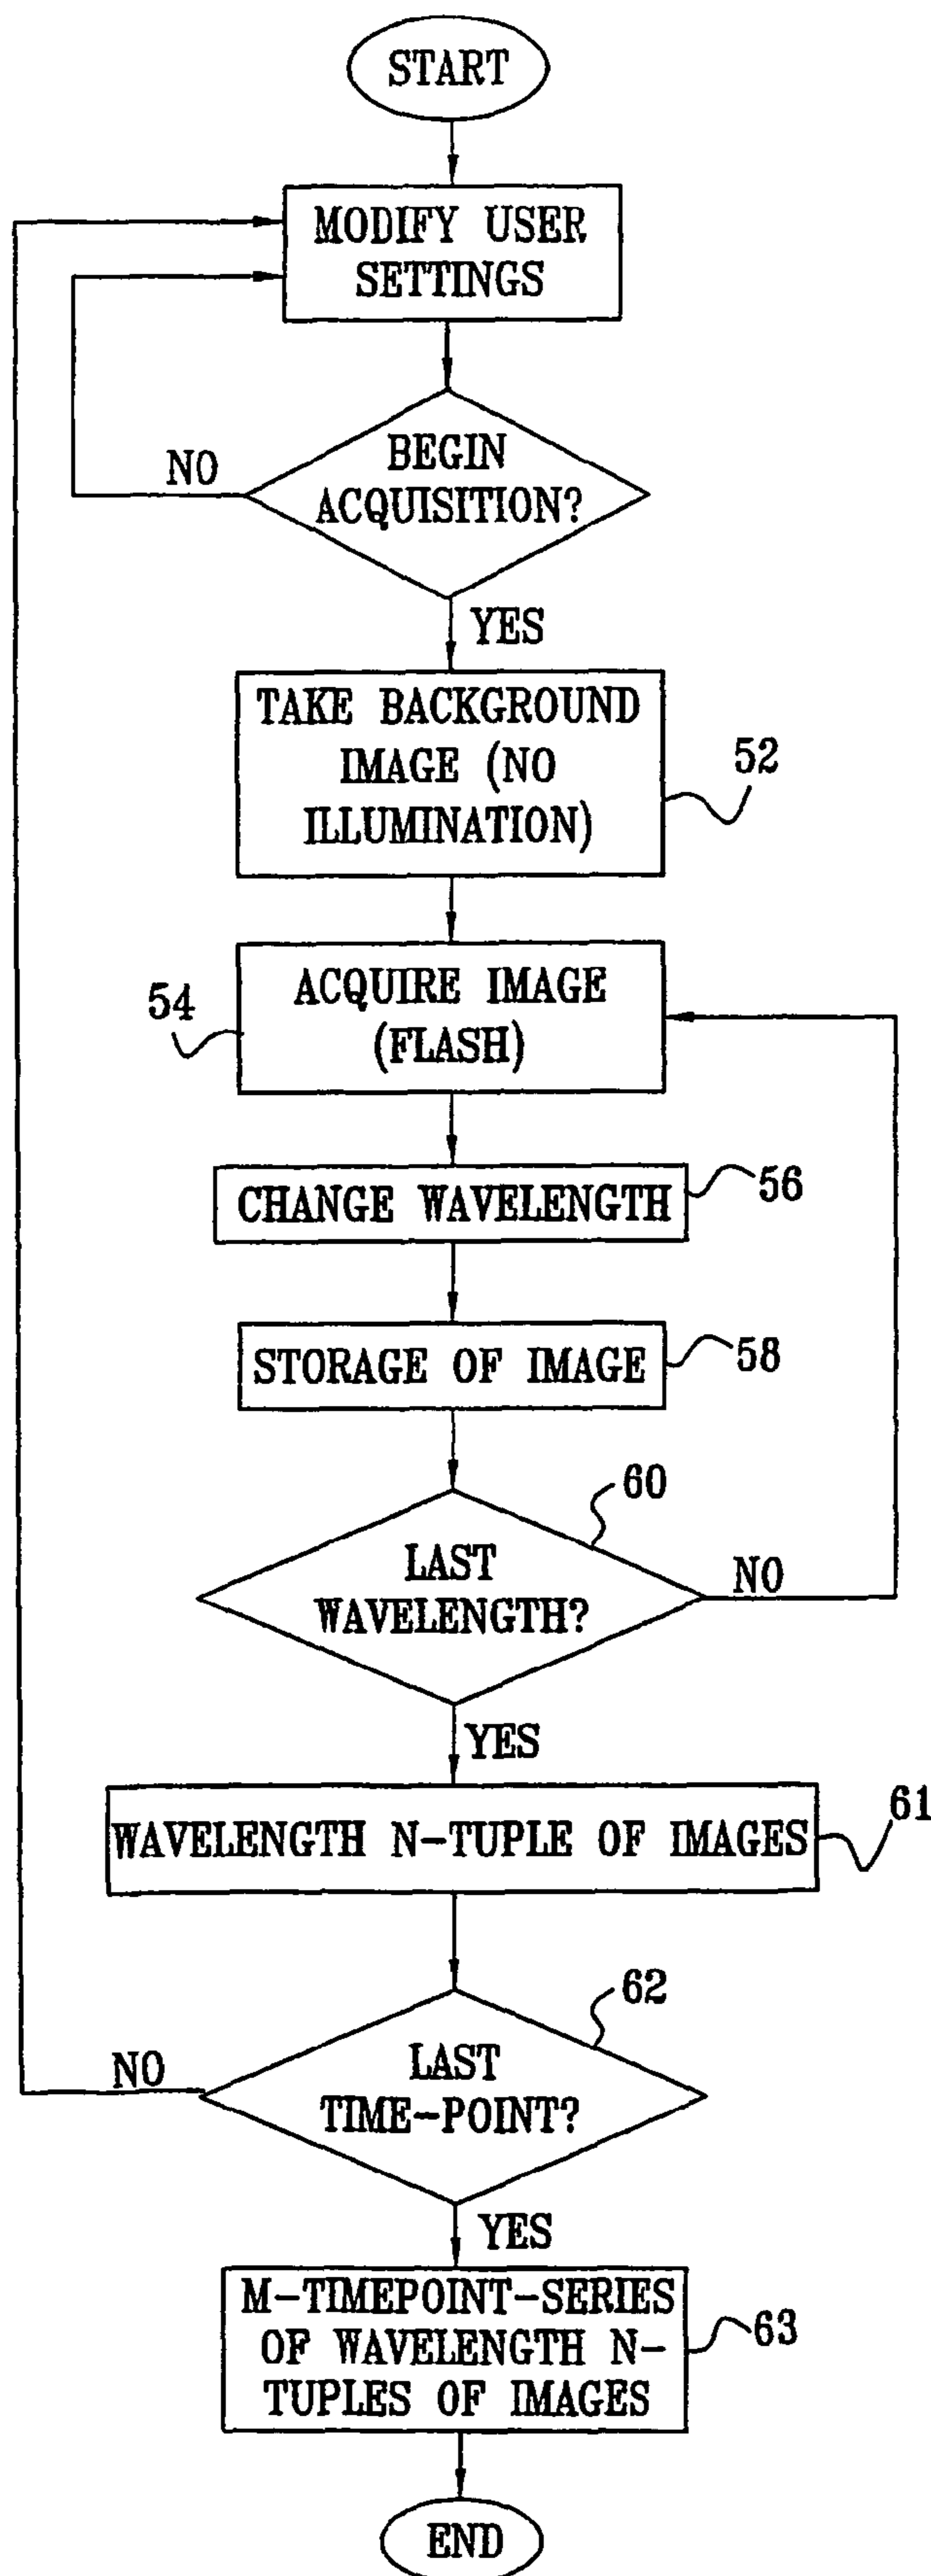 START
MODIFY USER
SETTINGS
BEGIN
ACQUISITION?
NO
YES
TAKE BACKGROUND
IMAGE (NO
ILLUMINATION)
52
ACQUIRE IMAGE
(FLASH)
54
CHANGE WAVELENGTH
56
STORAGE OF IMAGE
58
60
LAST
WAVELENGTH?
NO
YES
WAVELENGTH N-TUPLE OF IMAGES
61
62
LAST
TIME-POINT?
NO
YES
M-TIMEPOINT-SERIES
OF WAVELENGTH N-
TUPLES OF IMAGES
63
END